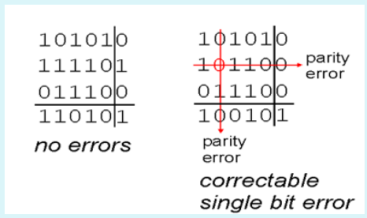 101010
111101
011100
110101
no errors
101010
101100
011100
100101
parity
error
parity
error
correctable
single bit error